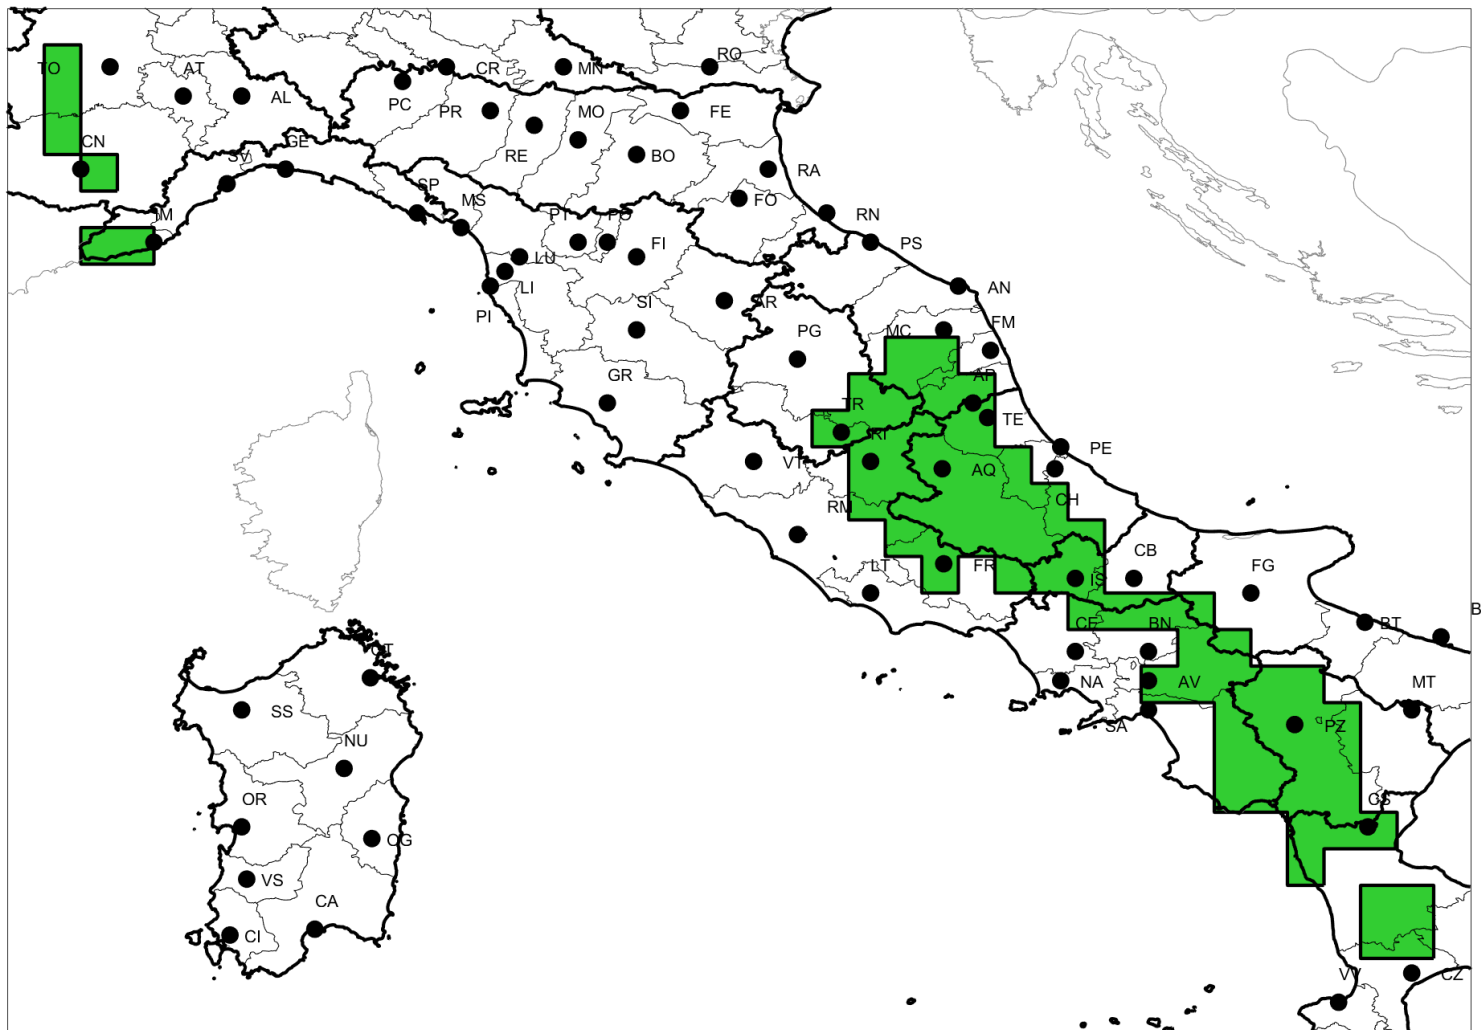 RO
TO
AT
CR
MN
AL
PC
PR
MO
FE
CN
GE
RE
BO
SV
RA
SP
MS
FO
IM
PT
PO
FI
RN
PS
LU
LI
SI
AR
AN
PI
PG
MC
FM
GR
AP
TR
TE
RI
PE
VT
AQ
RM
CH
CB
LT
FR
IS
FG
B
CE
BN
BT
OT
NA
AV
MT
SS
SA
PZ
NU
OR
CS
OG
VS
CA
CI
VV
CZ